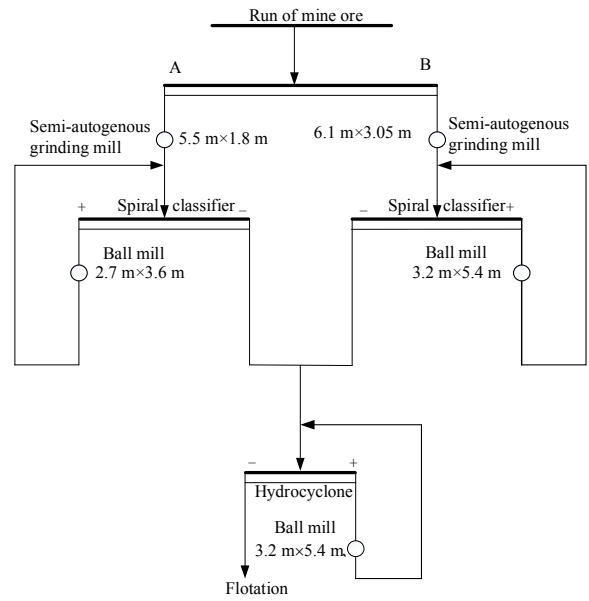 Run of mine ore
A
B
Semi-autogenous
grinding mill
5.5 m×1.8 m
6.1 m×3.05 m
Semi-autogenous
grinding mill
+ Spiral classifier −
− Spiral classifier +
Ball mill
2.7 m×3.6 m
Ball mill
3.2 m×5.4 m
− +
Hydrocyclone
Ball mill
3.2 m×5.4 m
Flotation